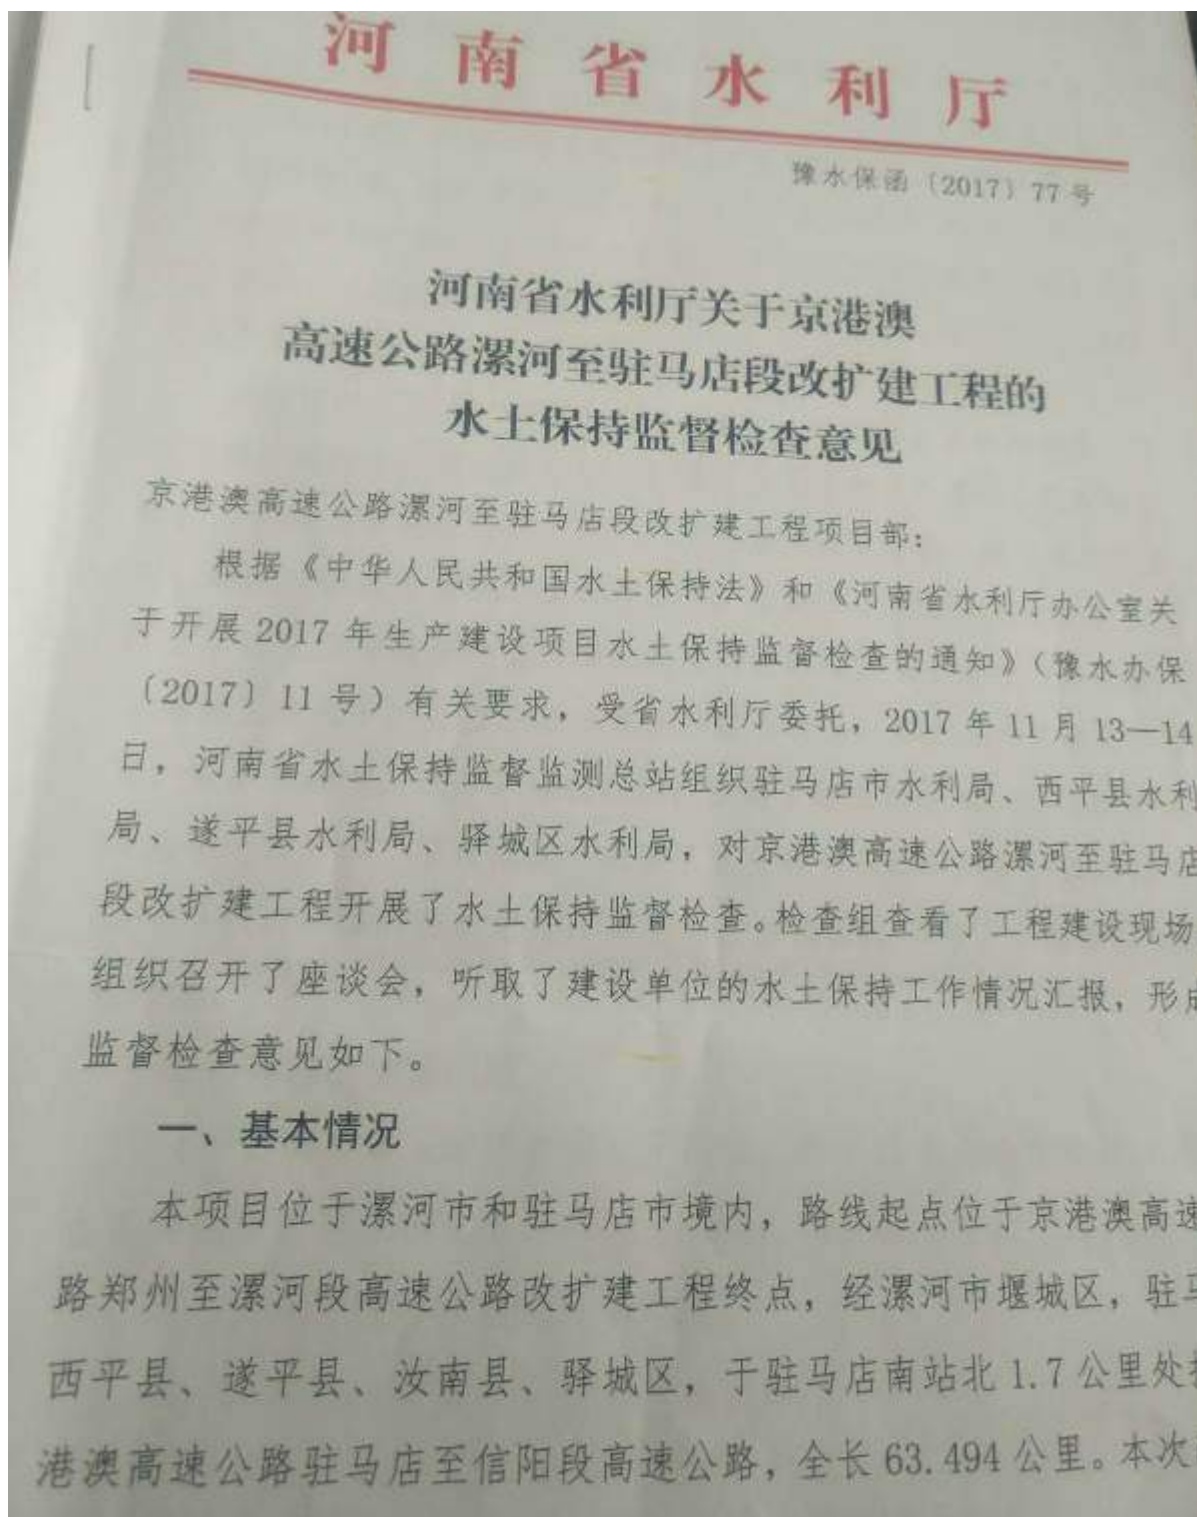 河南省水利厅
豫水保函〔2017〕77号
河南省水利厅关于京港澳
高速公路漯河至驻马店段改扩建工程的
水土保持监督检查意见
京港澳高速公路漯河至驻马店段改扩建工程项目部：
根据《中华人民共和国水土保持法》和《河南省水利厅办公室关
于开展2017年生产建设项目水土保持监督检查的通知》（豫水办保
〔2017〕11号）有关要求，受省水利厅委托，2017年11月13—14
日，河南省水土保持监督监测总站组织驻马店市水利局、西平县水利
局、遂平县水利局、驿城区水利局，对京港澳高速公路漯河至驻马店
段改扩建工程开展了水土保持监督检查。检查组查看了工程建设现场
组织召开了座谈会，听取了建设单位的水土保持工作情况汇报，形成
监督检查意见如下。
一、基本情况
本项目位于漯河市和驻马店市境内，路线起点位于京港澳高速
路郑州至漯河段高速公路改扩建工程终点，经漯河市堰城区，驻马
西平县、遂平县、汝南县、驿城区，于驻马店南站北1.7公里处
港澳高速公路驻马店至信阳段高速公路，全长63.494公里。本次